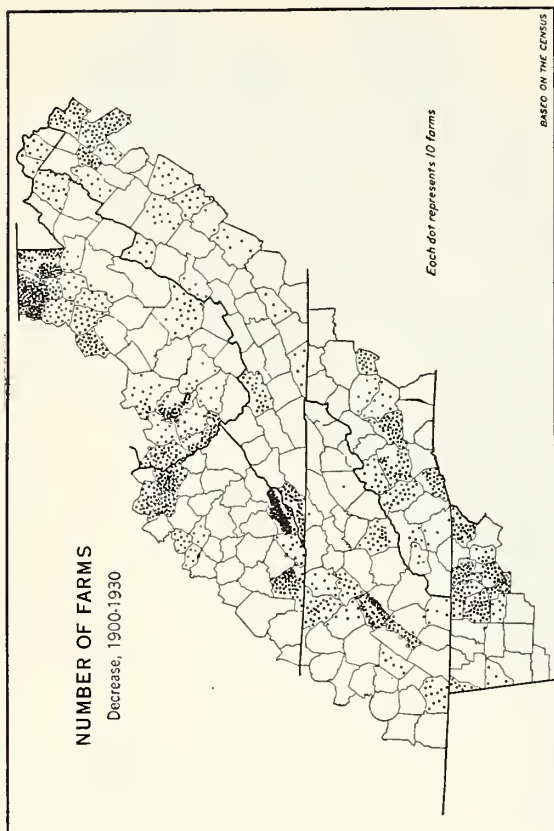 NUMBER OF FARMS
Decrease, 1900-1930
Each dot represents 10 farms
BASED ON THE CENSUS